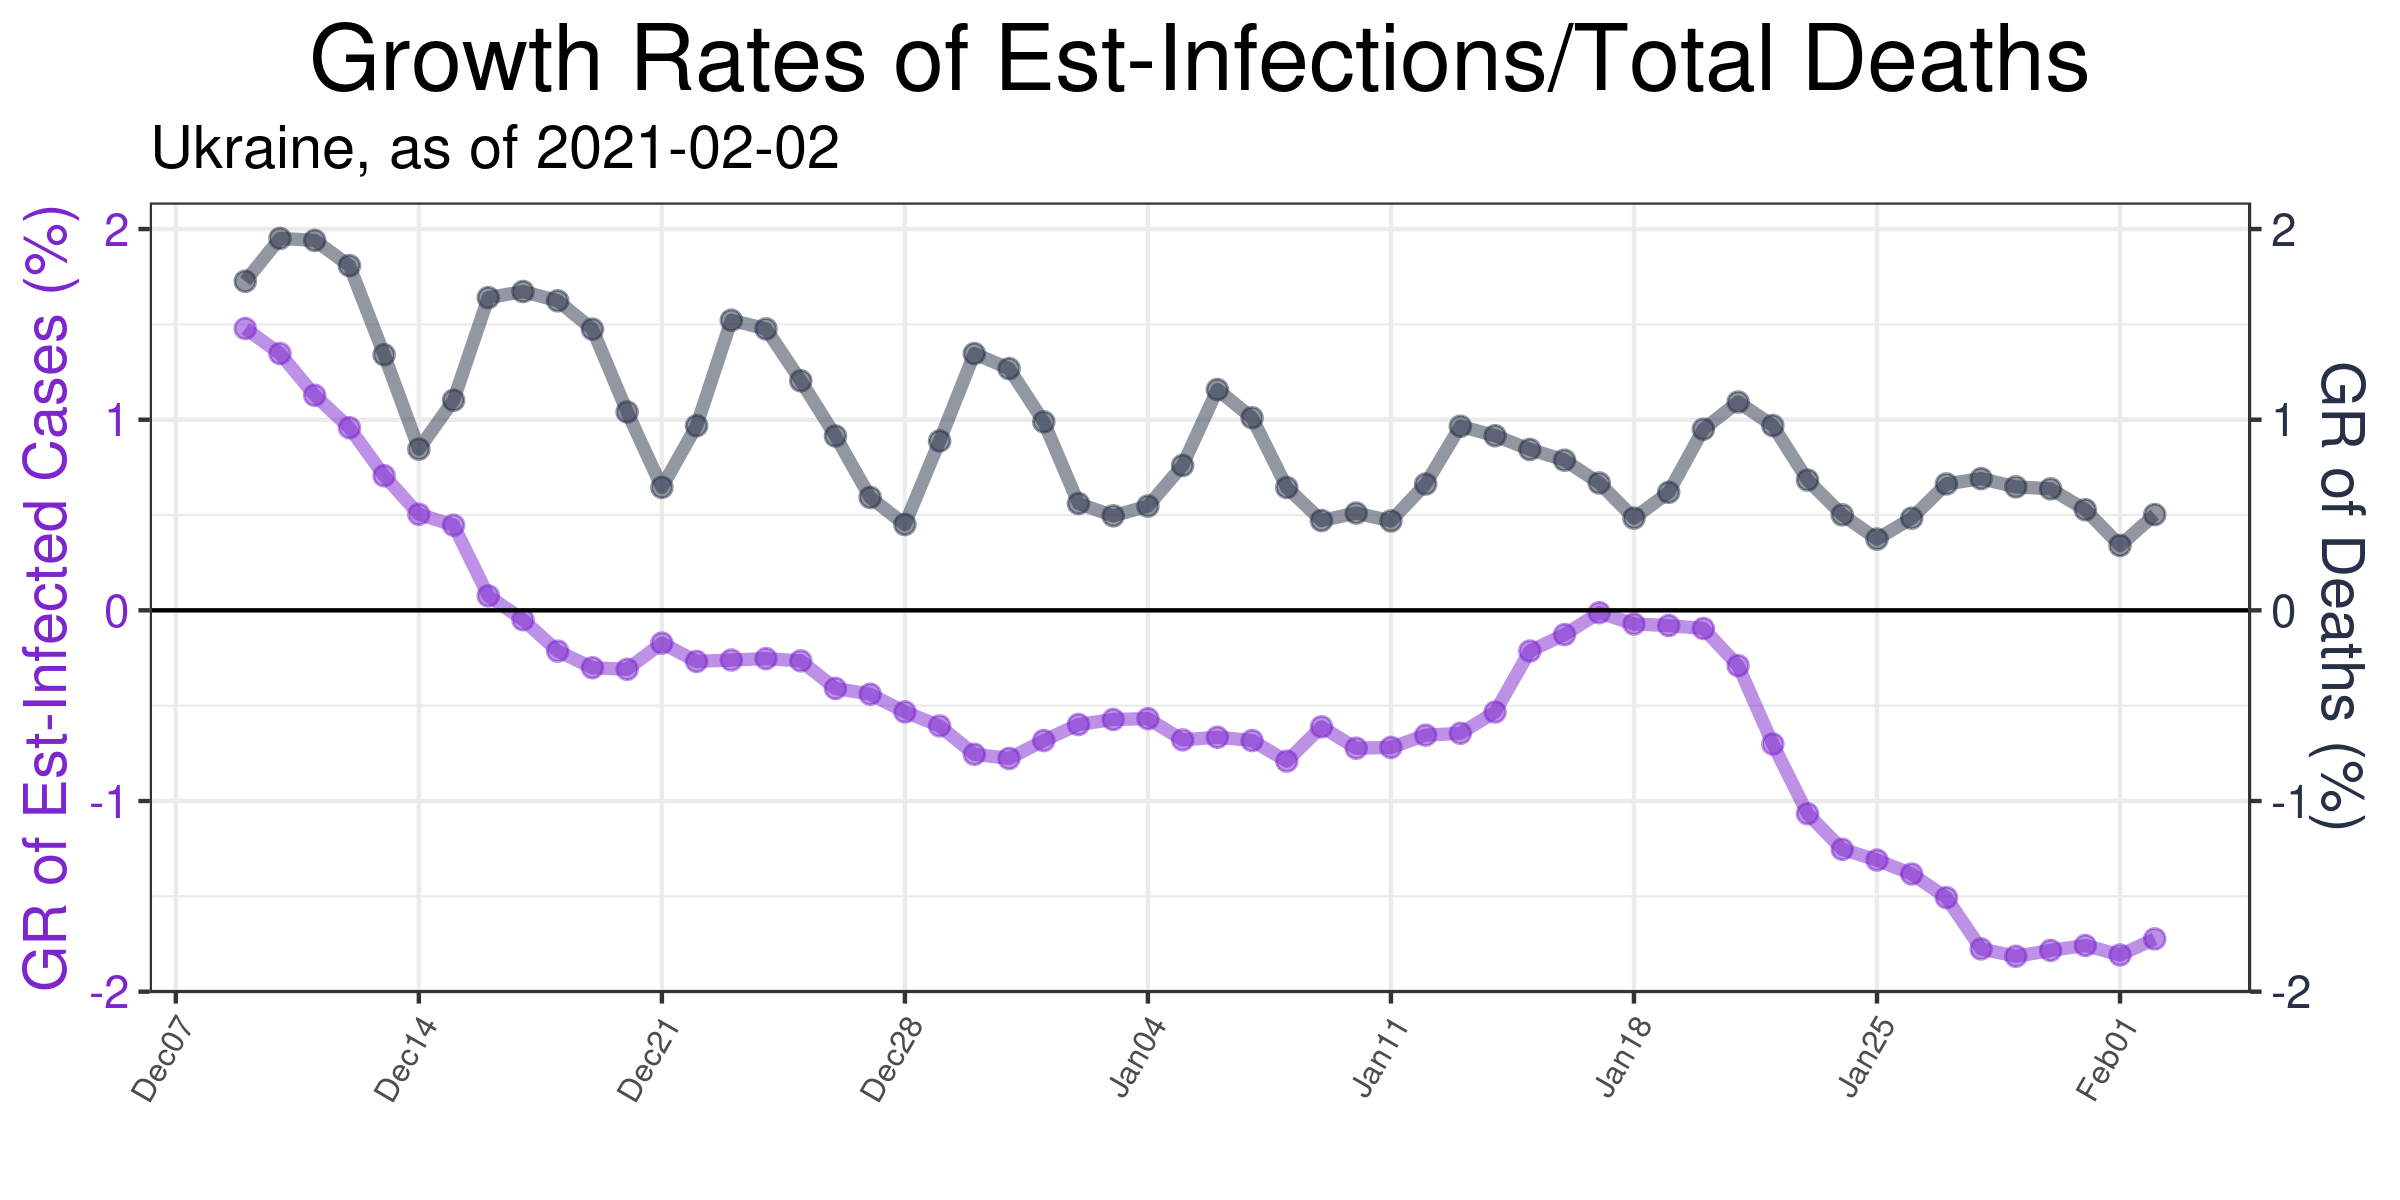 Growth Rates of Est-Infections/Total Deaths
Ukraine, as of 2021-02-02
GR of Est-Infected Cases (%)
2
1
0
-1
-2
2
1
0
-1
-2
GR of Deaths (%)
Dec07
Dec14
Dec21
Dec28
Jan04
Jan11
Jan18
Jan25
Feb01